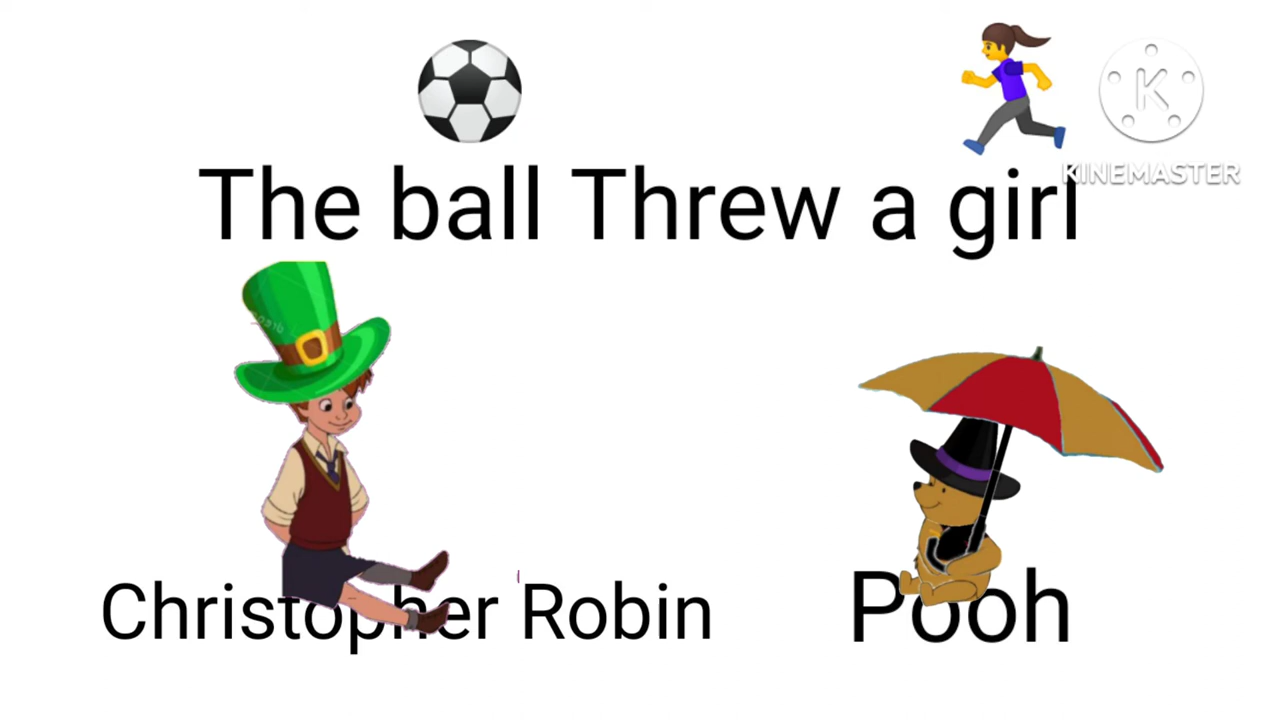 K
KINEMASTER
The ball Threw a girl
Christopher Robin
Pooh